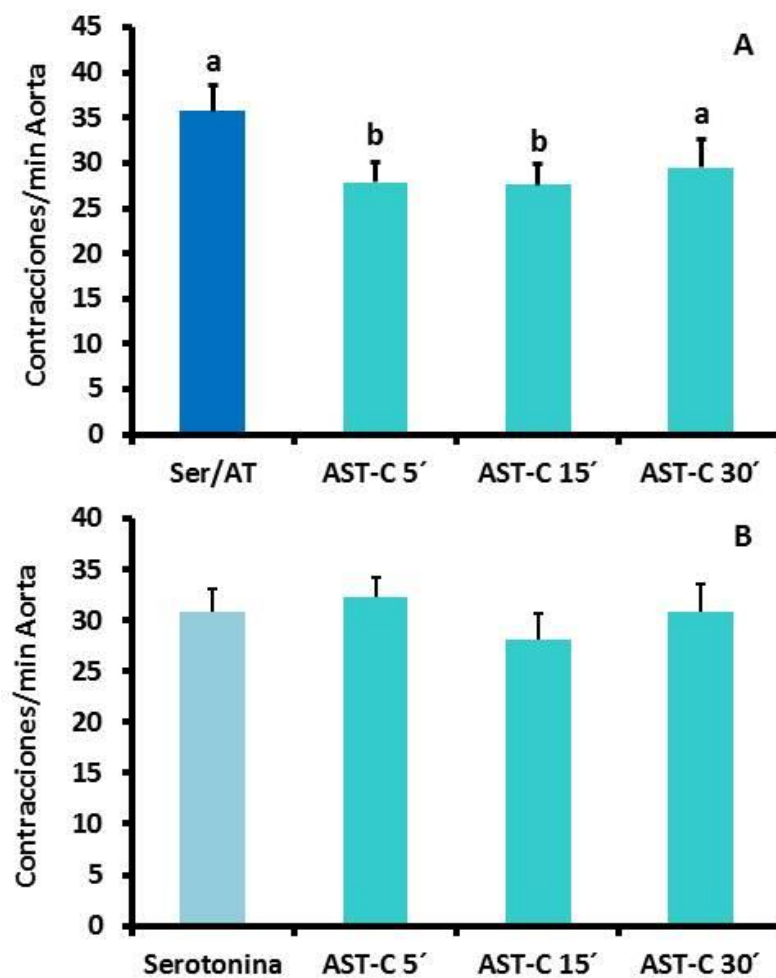 A
Contracciones/min Aorta
45
40
35
30
25
20
15
10
5
0
a
b
b
a
Ser/AT AST-C 5´ AST-C 15´ AST-C 30´
B
Contracciones/min Aorta
40
35
30
25
20
15
10
5
0
Serotonina AST-C 5´ AST-C 15´ AST-C 30´